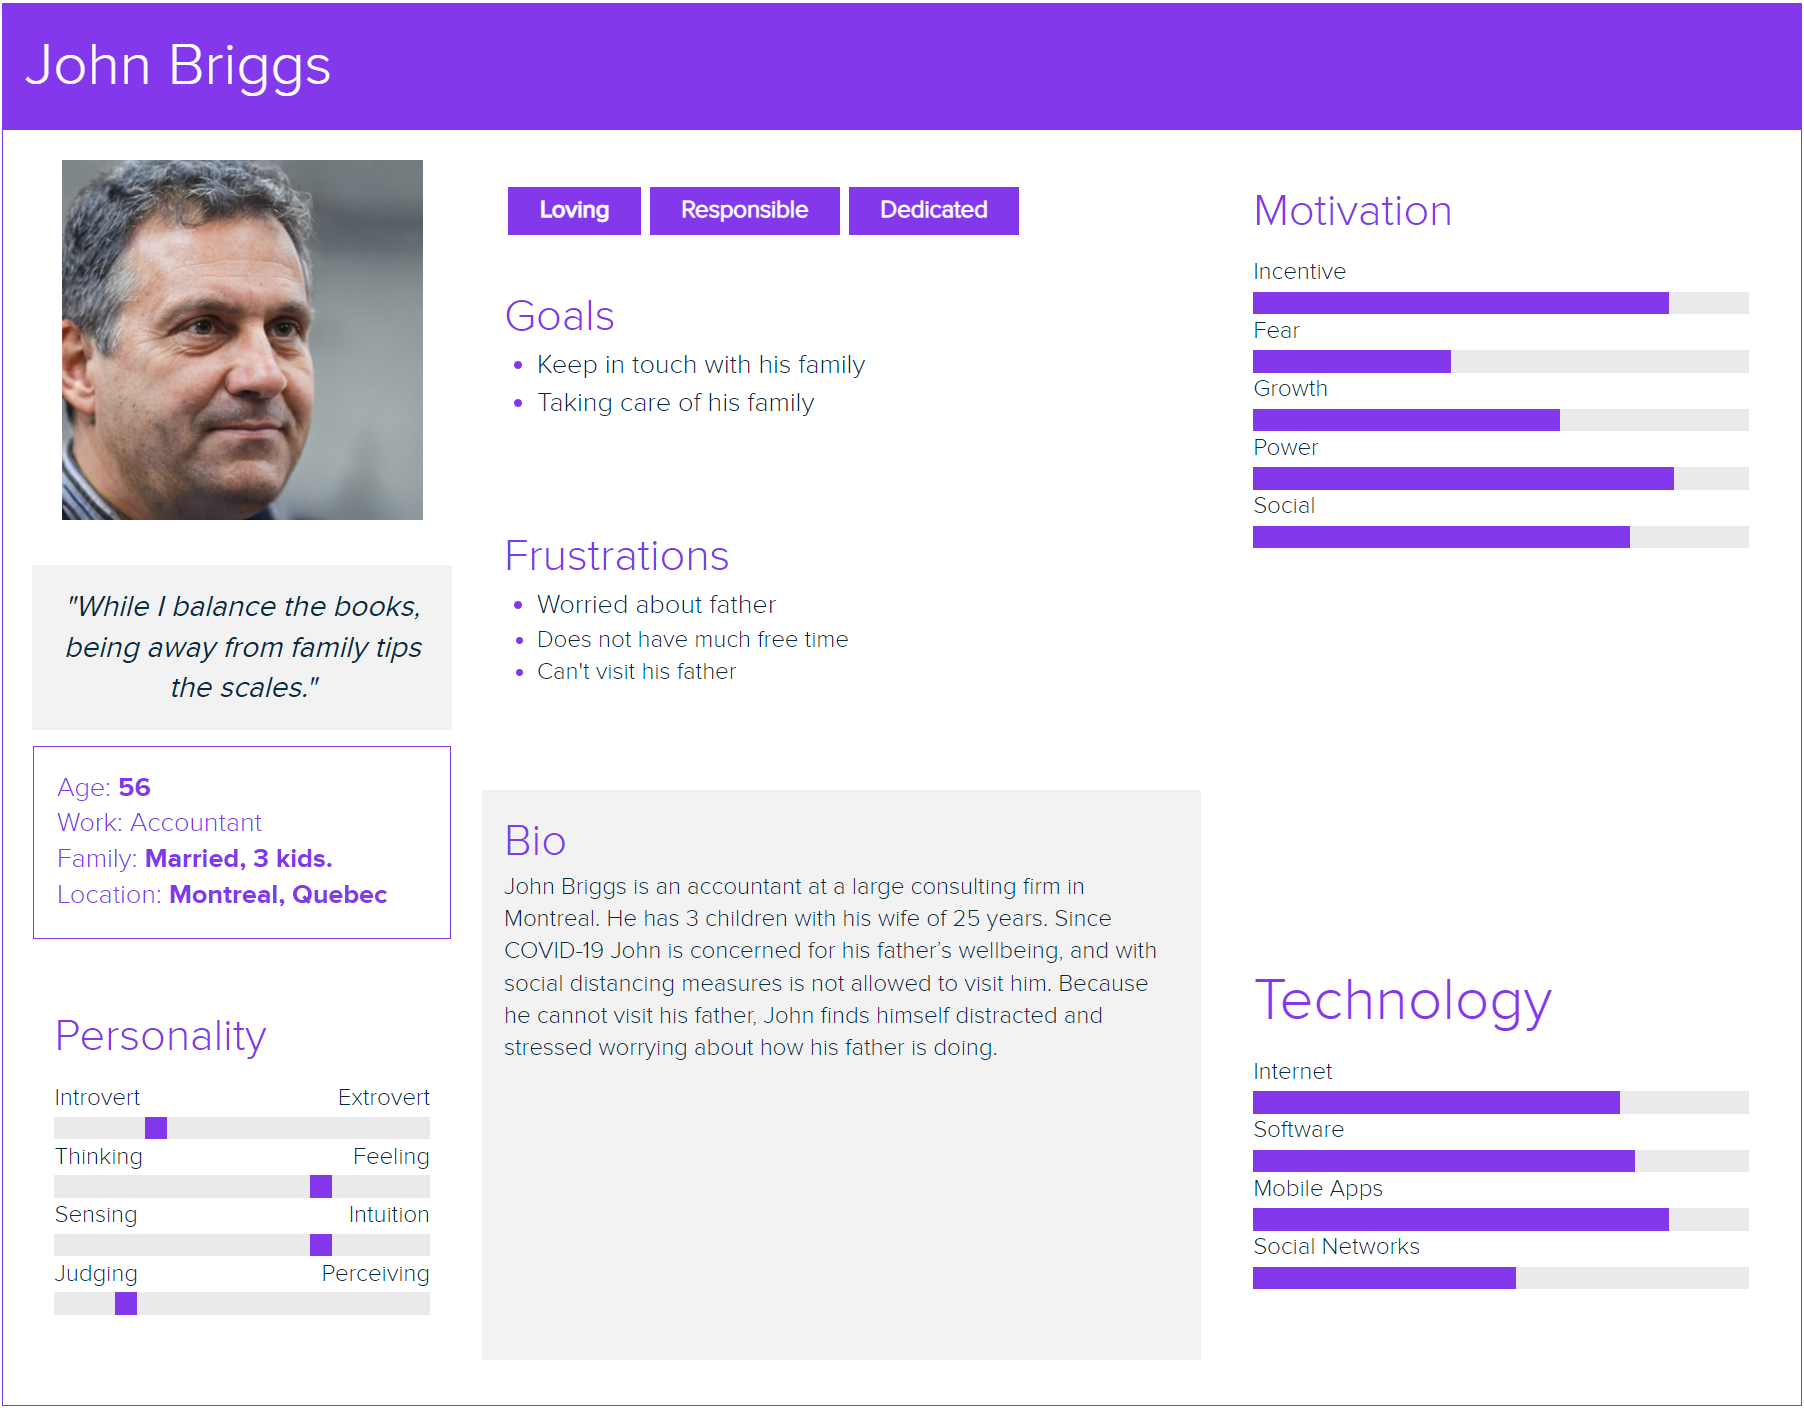 John Briggs
"While I balance the books,
being away from family tips
the scales."
Age: 56
Work: Accountant
Family: Married, 3 kids.
Location: Montreal, Quebec
Personality
Introvert Extrovert
Thinking Feeling
Sensing Intuition
Judging Perceiving
Loving Responsible Dedicated
Goals
• Keep in touch with his family
• Taking care of his family
Frustrations
• Worried about father
• Does not have much free time
• Can't visit his father
Bio
John Briggs is an accountant at a large consulting firm in
Montreal. He has 3 children with his wife of 25 years. Since
COVID-19 John is concerned for his father’s wellbeing, and with
social distancing measures is not allowed to visit him. Because
he cannot visit his father, John finds himself distracted and
stressed worrying about how his father is doing.
Motivation
Incentive
Fear
Growth
Power
Social
Technology
Internet
Software
Mobile Apps
Social Networks